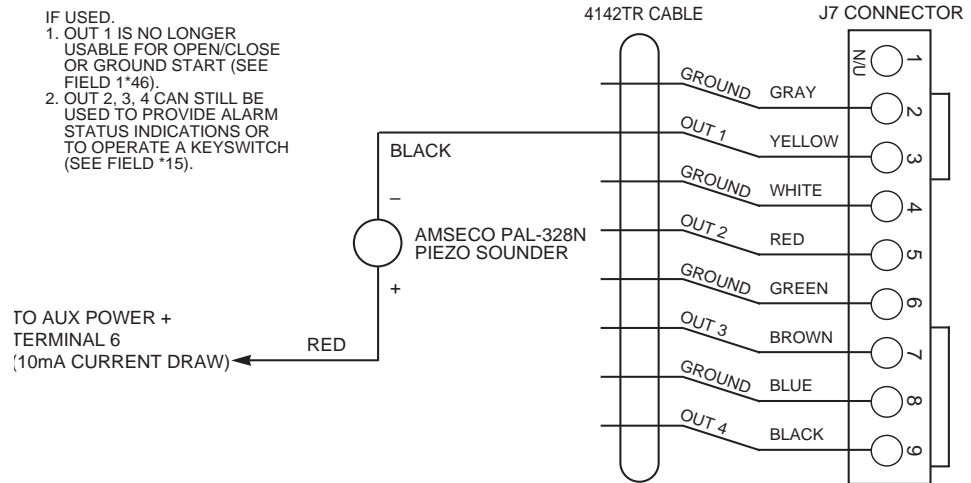 IF USED.
1. OUT 1 IS NO LONGER
USABLE FOR OPEN/CLOSE
OR GROUND START (SEE
FIELD 1*46).
2. OUT 2, 3, 4 CAN STILL BE
USED TO PROVIDE ALARM
STATUS INDICATIONS OR
TO OPERATE A KEYSWITCH
(SEE FIELD *15).
4142TR CABLE
J7 CONNECTOR
N/U
1
GROUND GRAY 2
OUT 1 YELLOW 3
GROUND WHITE 4
OUT 2 RED 5
GROUND GREEN 6
OUT 3 BROWN 7
GROUND BLUE 8
OUT 4 BLACK 9
BLACK
–
AMSECO PAL-328N
PIEZO SOUNDER
+
RED
TO AUX POWER +
TERMINAL 6
(10mA CURRENT DRAW)